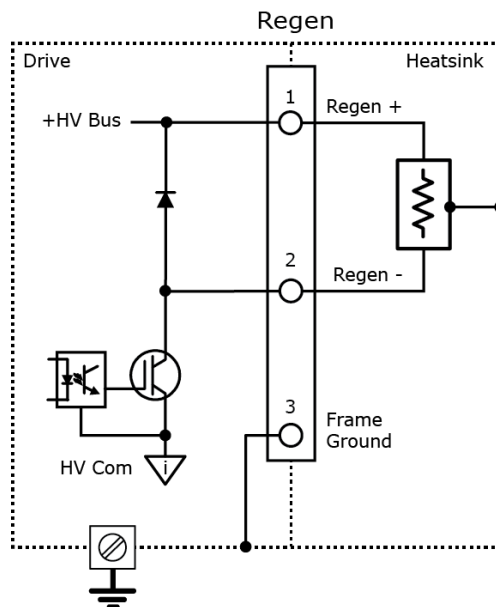 Regen
Drive
Heatsink
+HV Bus
1
Regen +
2
Regen -
3
Frame
Ground
HV Com
i